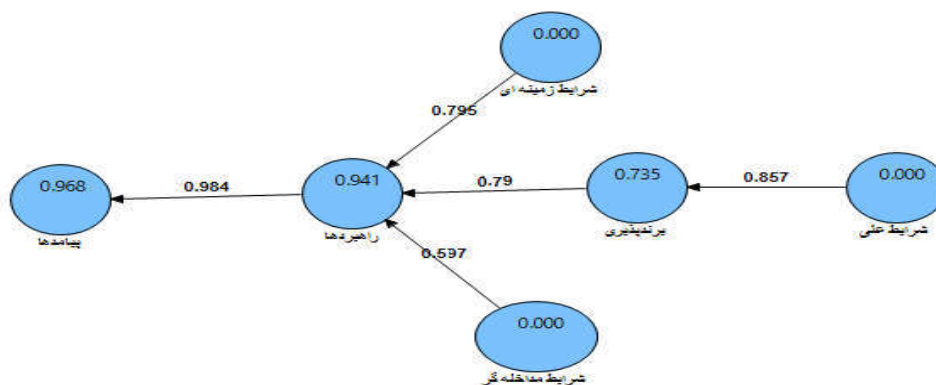 0.000
شرایط زمینه ای
0.795
0.968
پیامدها
0.984
0.941
راهبردها
0.79
0.735
برندپذیری
0.857
0.000
شرایط علی
0.597
0.000
شرایط مداخله گر